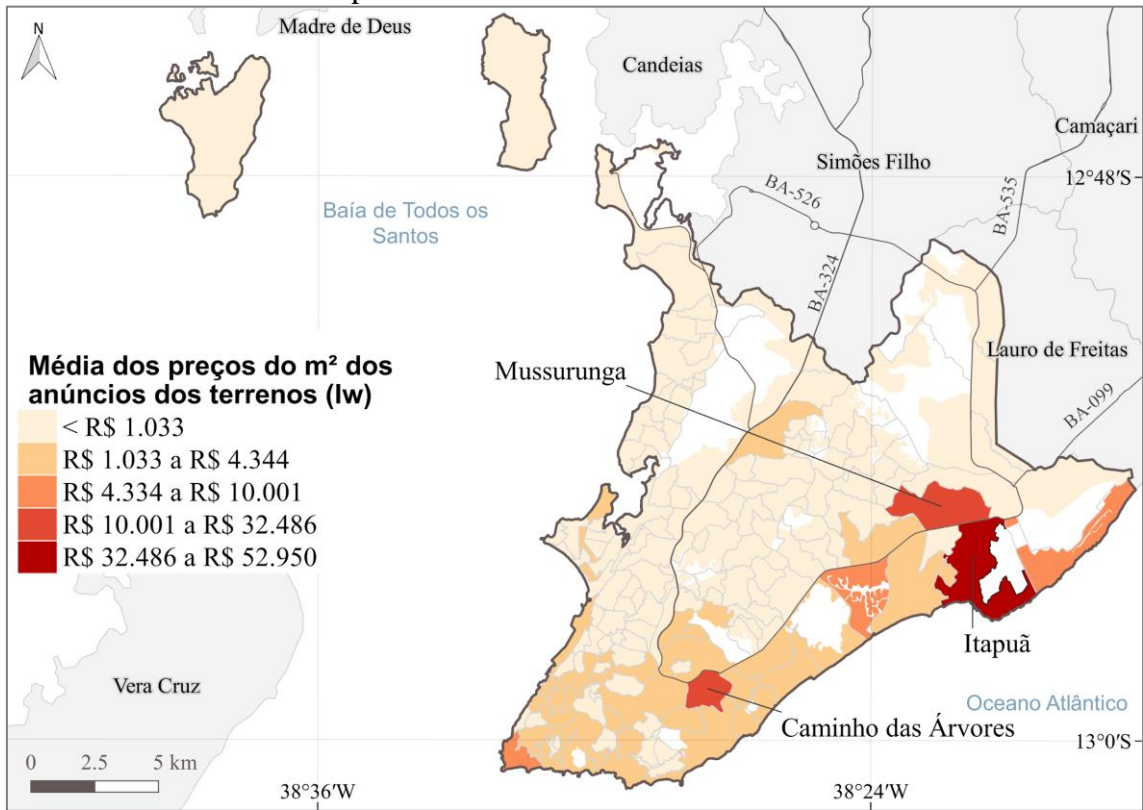 N
Madre de Deus
Candeias
Camaçari
Simões Filho
12°48'S
BA-526
BA-535
Baía de Todos os
Santos
BA-324
Lauro de Freitas
BA-099
Média dos preços do m² dos
anúncios dos terrenos (Iw)
< R$ 1.033
R$ 1.033 a R$ 4.344
R$ 4.334 a R$ 10.001
R$ 10.001 a R$ 32.486
R$ 32.486 a R$ 52.950
Mussurunga
Itapuã
Vera Cruz
Oceano Atlântico
Caminho das Árvores
13°0'S
0 2.5 5 km
38°36'W
38°24'W